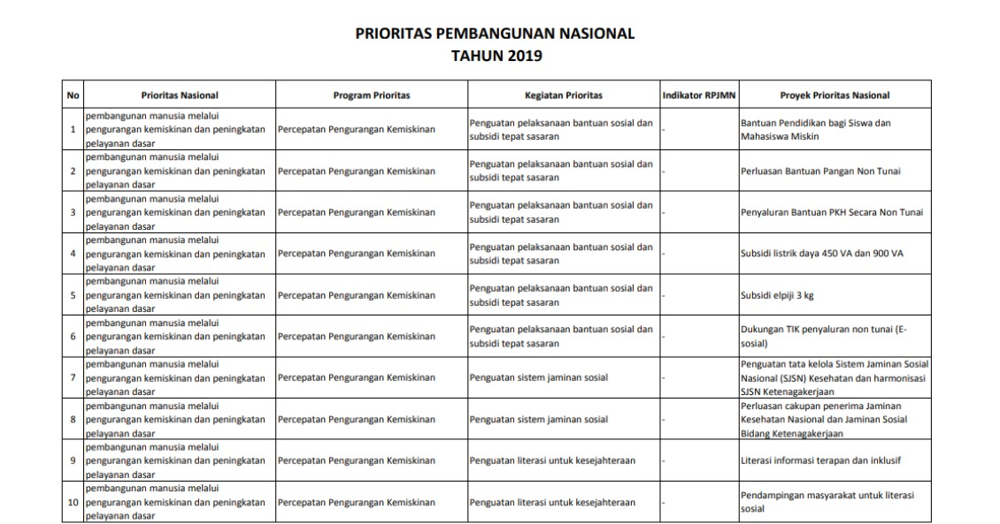 PRIORITAS PEMBANGUNAN NASIONAL
TAHUN 2019
No Prioritas Nasional Program Prioritas Kegiatan Prioritas Indikator RPJMN Proyek Prioritas Nasional
pembangunan manusia melalui
pengurangan kemiskinan dan peningkatan
pelayanan dasar
1
Percepatan Pengurangan Kemiskinan
Penguatan pelaksanaan bantuan sosial dan
subsidi tepat sasaran
-
Bantuan Pendidikan bagi Siswa dan
Mahasiswa Miskin
2
pembangunan manusia melalui
pengurangan kemiskinan dan peningkatan
pelayanan dasar
Percepatan Pengurangan Kemiskinan
Penguatan pelaksanaan bantuan sosial dan
subsidi tepat sasaran
-
Perluasan Bantuan Pangan Non Tunai
3
pembangunan manusia melalui
pengurangan kemiskinan dan peningkatan
pelayanan dasar
Percepatan Pengurangan Kemiskinan
Penguatan pelaksanaan bantuan sosial dan
subsidi tepat sasaran
-
Penyaluran Bantuan PKH Secara Non Tunai
4
pembangunan manusia melalui
pengurangan kemiskinan dan peningkatan
pelayanan dasar
Percepatan Pengurangan Kemiskinan
Penguatan pelaksanaan bantuan sosial dan
subsidi tepat sasaran
-
Subsidi listrik daya 450 VA dan 900 VA
5
pembangunan manusia melalui
pengurangan kemiskinan dan peningkatan
pelayanan dasar
Percepatan Pengurangan Kemiskinan
Penguatan pelaksanaan bantuan sosial dan
subsidi tepat sasaran
-
Subsidi elpiji 3 kg
6
pembangunan manusia melalui
pengurangan kemiskinan dan peningkatan
pelayanan dasar
Percepatan Pengurangan Kemiskinan
Penguatan pelaksanaan bantuan sosial dan
subsidi tepat sasaran
-
Dukungan TIK penyaluran non tunai (E-
sosial)
7
pembangunan manusia melalui
pengurangan kemiskinan dan peningkatan
pelayanan dasar
Percepatan Pengurangan Kemiskinan
Penguatan sistem jaminan sosial
-
Penguatan tata kelola Sistem Jaminan Sosial
Nasional (SJSN) Kesehatan dan harmonisasi
SJSN Ketenagakerjaan
8
pembangunan manusia melalui
pengurangan kemiskinan dan peningkatan
pelayanan dasar
Percepatan Pengurangan Kemiskinan
Penguatan sistem jaminan sosial
-
Perluasan cakupan penerima Jaminan
Kesehatan Nasional dan Jaminan Sosial
Bidang Ketenagakerjaan
9
pembangunan manusia melalui
pengurangan kemiskinan dan peningkatan
pelayanan dasar
Percepatan Pengurangan Kemiskinan
Penguatan literasi untuk kesejahteraan
-
Literasi informasi terapan dan inklusif
10
pembangunan manusia melalui
pengurangan kemiskinan dan peningkatan
pelayanan dasar
Percepatan Pengurangan Kemiskinan
Penguatan literasi untuk kesejahteraan
-
Pendampingan masyarakat untuk literasi
sosial